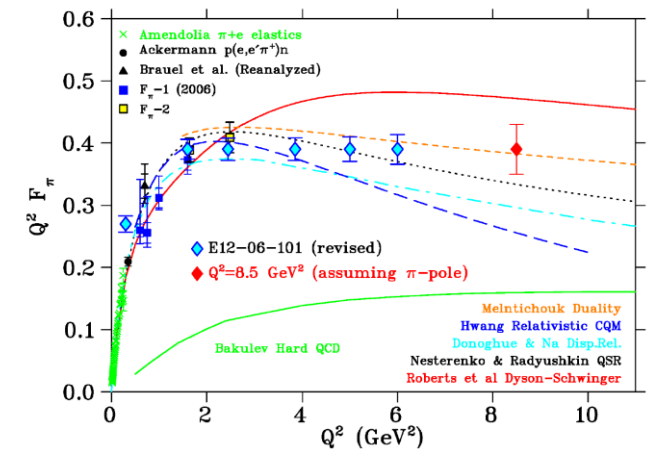 Amendolia π+e elastics
Ackermann p(e,e′π⁺)n
Brauel et al. (Reanalyzed)
Fπ−1 (2006)
Fπ−2
E12−06−101 (revised)
Q²=8.5 GeV² (assuming π−pole)
Bakulev Hard QCD
Melntichouk Duality
Hwang Relativistic CQM
Donoghue & Na Disp.Rel.
Nesterenko & Radyushkin QSR
Roberts et al Dyson−Schwinger
Q² Fπ
0.6
0.5
0.4
0.3
0.2
0.1
0.0
0 2 4 6 8 10
Q² (GeV²)